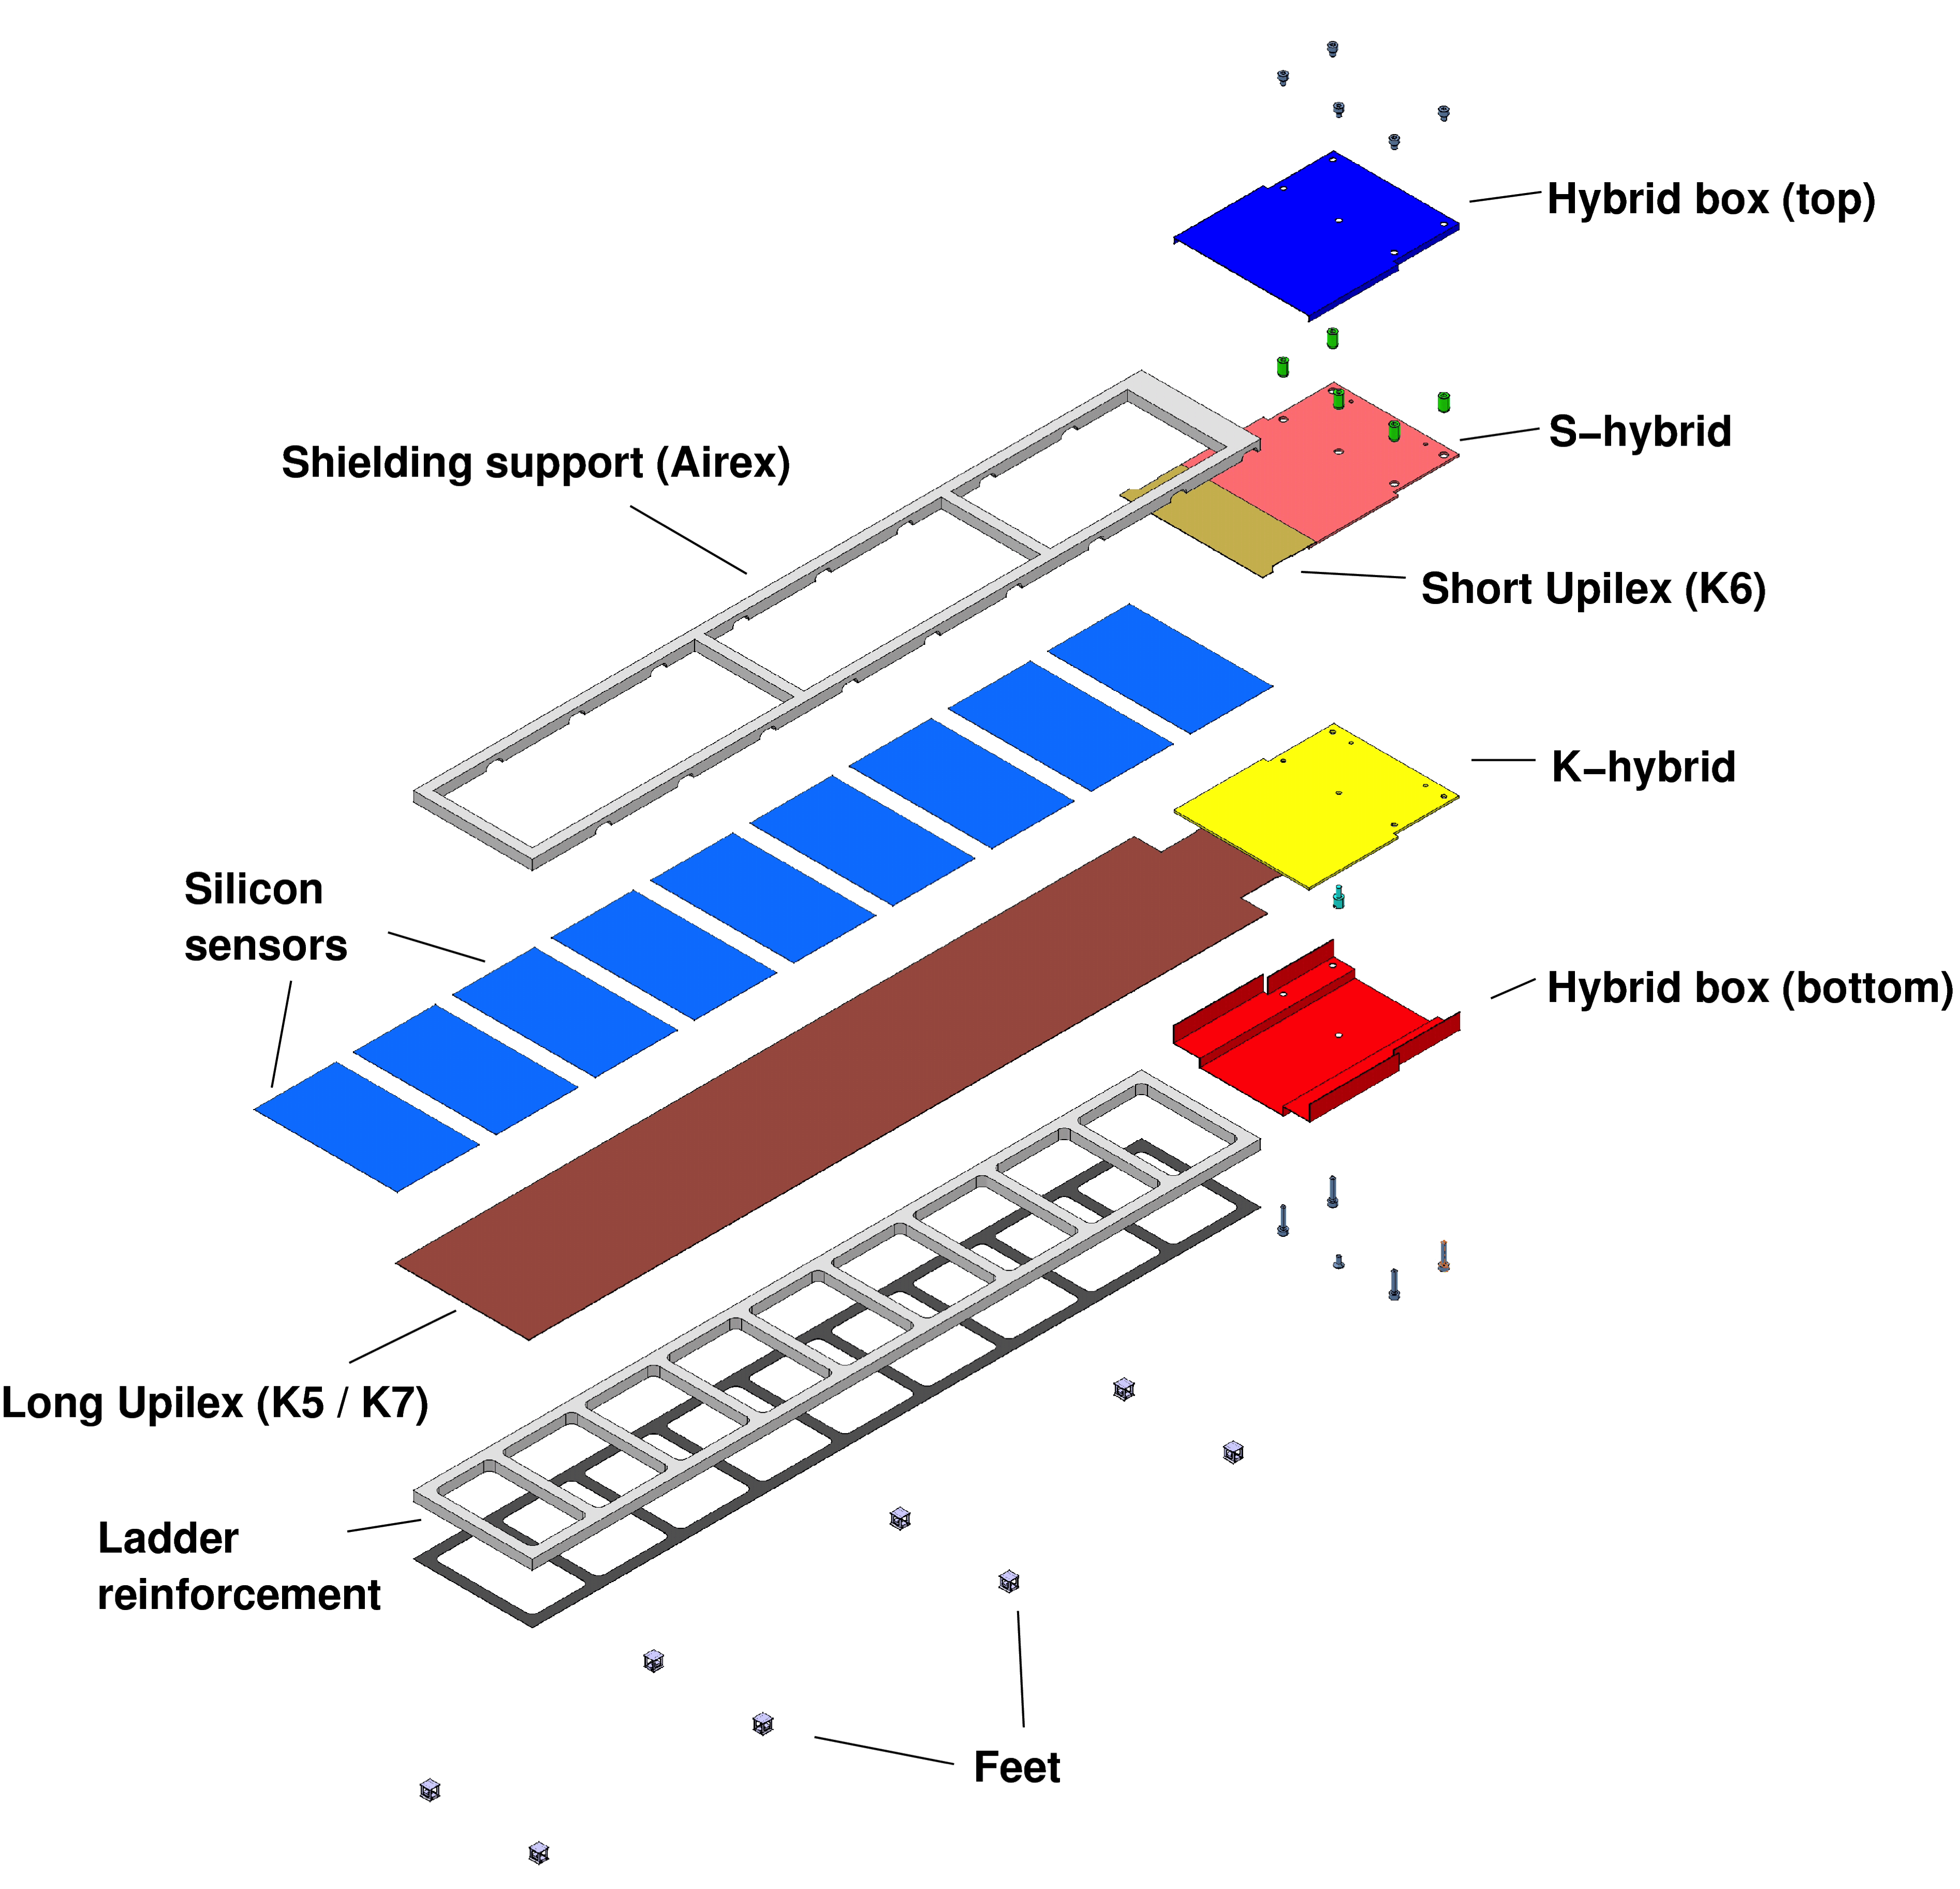 Hybrid box (top)
S–hybrid
Shielding support (Airex)
Short Upilex (K6)
K–hybrid
Silicon
sensors
Hybrid box (bottom)
Long Upilex (K5 / K7)
Ladder
reinforcement
Feet